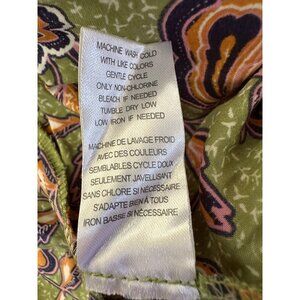 MACHINE WASH COLD
WITH LIKE COLORS
GENTLE CYCLE
ONLY NON-CHLORINE
BLEACH IF NEEDED
TUMBLE DRY LOW
LOW IRON IF NEEDED
MACHINE DE LAVAGE FROID
AVEC DES COULEURS
SEMBLABLES CYCLE DOUX
SEULEMENT JAVELLISANT
SANS CHLORE SI NÉCESSAIRE
S'ADAPTE BIEN À TOUS
IRON BASSE SI NÉCESSAIRE